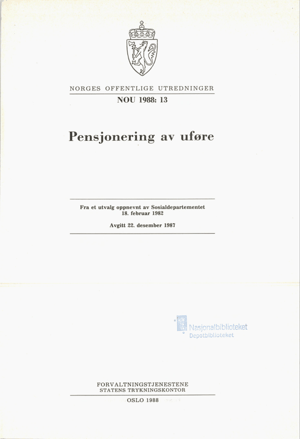 NORGES OFFENTLIGE UTREDNINGER
NOU 1988: 13
Pensjonering av uføre
Fra et utvalg oppnevnt av Sosialdepartementet
18. februar 1982
Avgitt 22. desember 1987
Nasjonalbiblioteket
Depotbiblioteket
FORVALTNINGSTJENESTENE
STATENS TRYKNINGSKONTOR
OSLO 1988